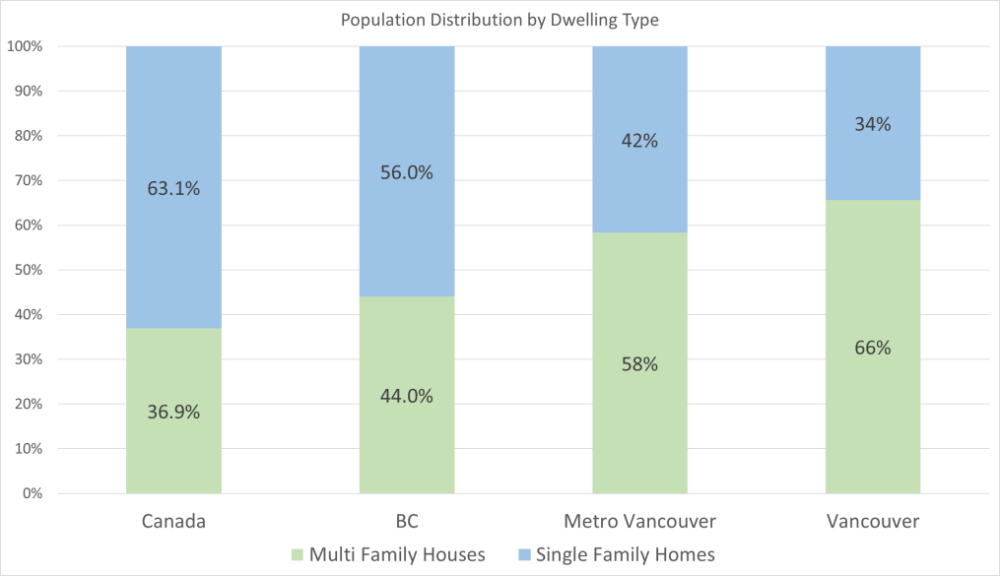 Population Distribution by Dwelling Type
100%
90%
80%
70%
60%
50%
40%
30%
20%
10%
0%
63.1%
56.0%
42%
34%
36.9%
44.0%
58%
66%
Canada
BC
Metro Vancouver
Vancouver
Multi Family Houses
Single Family Homes